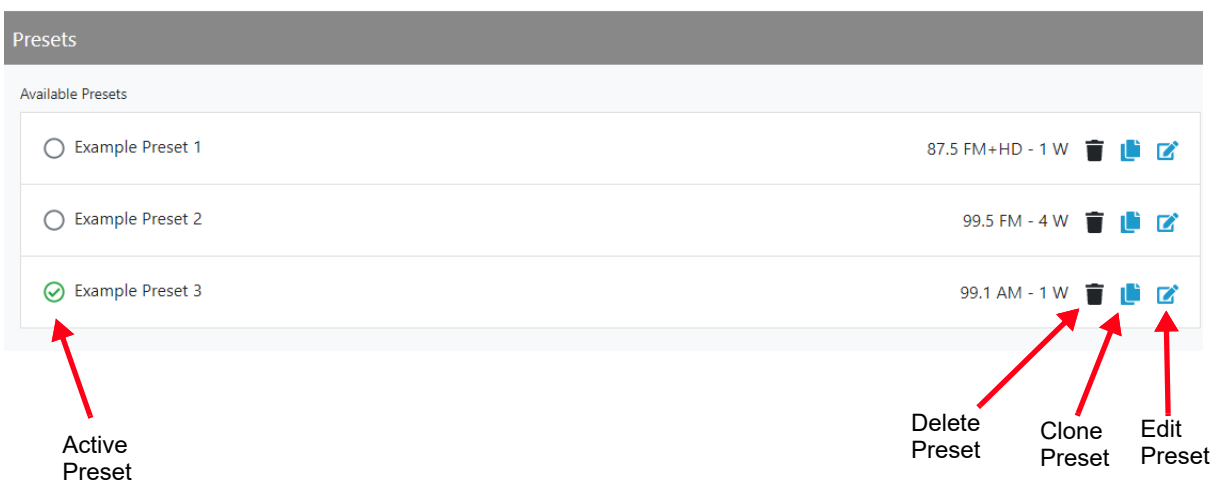 Presets
Available Presets
Example Preset 1
87.5 FM+HD - 1 W
Example Preset 2
99.5 FM - 4 W
Example Preset 3
99.1 AM - 1 W
Active
Preset
Delete
Preset
Clone
Preset
Edit
Preset